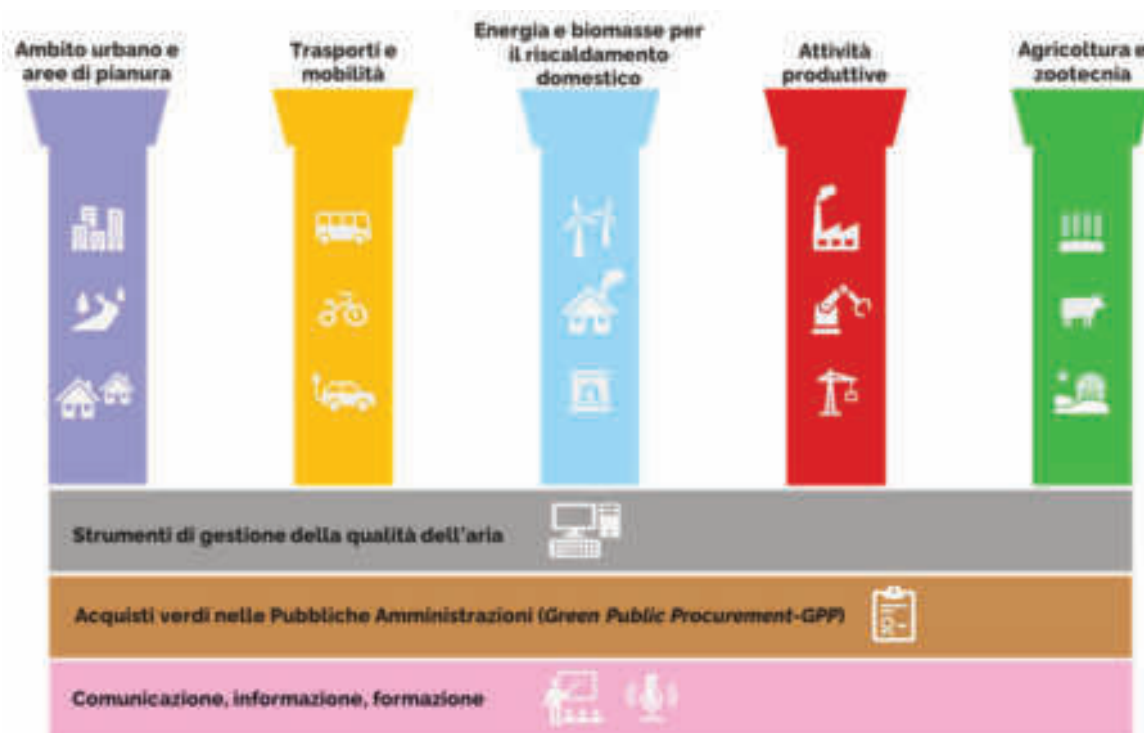 Ambito urbano e
aree di pianura
Trasporti e
mobilità
Energia e biomasse per
il riscaldamento
domestico
Attività
produttive
Agricoltura e
zootecnia
Strumenti di gestione della qualità dell'aria
Acquisti verdi nelle Pubbliche Amministrazioni (Green Public Procurement-GPP)
Comunicazione, informazione, formazione